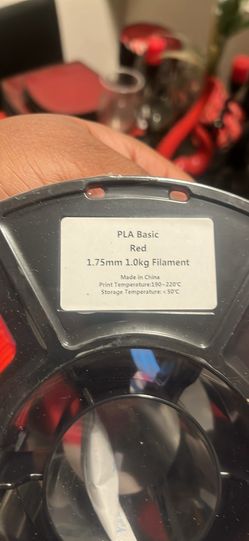 PLA Basic
Red
1.75mm 1.0kg Filament
Made in China
Print Temperature:190-220℃
Storage Temperature:<50℃